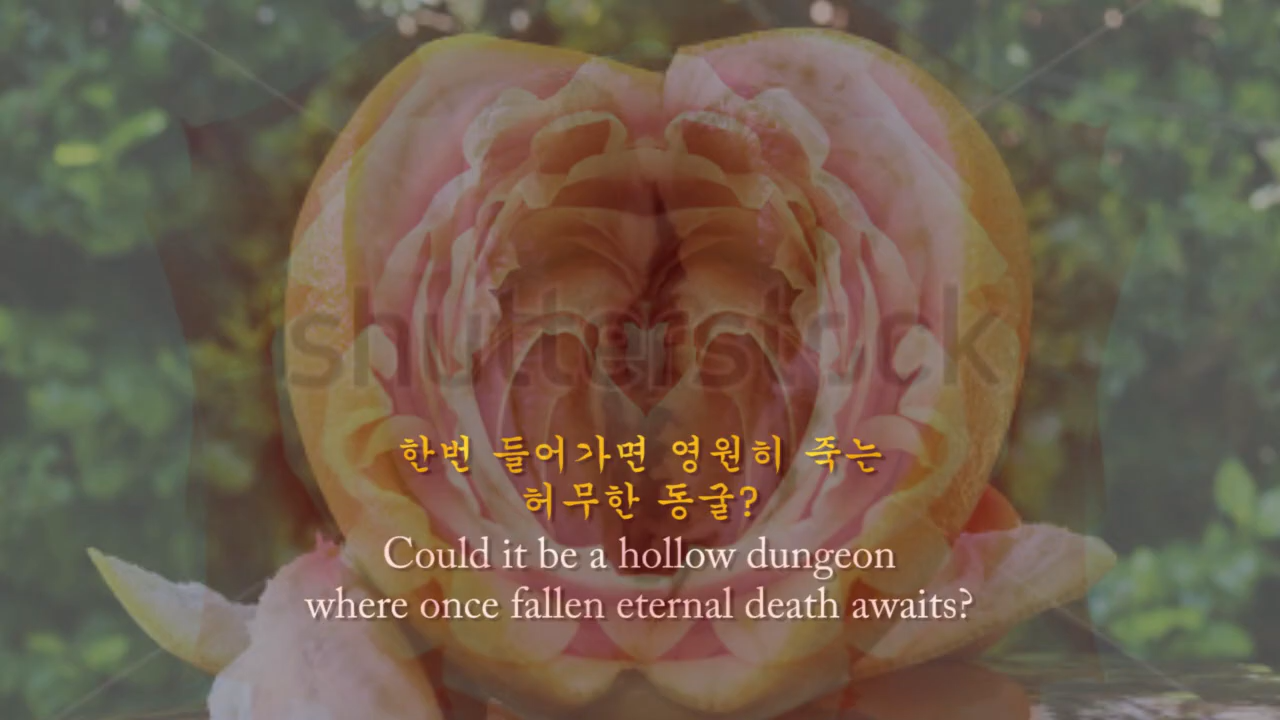 shutterstock
한번 들어가면 영원히 죽는
허무한 동굴?
Could it be a hollow dungeon
where once fallen eternal death awaits?